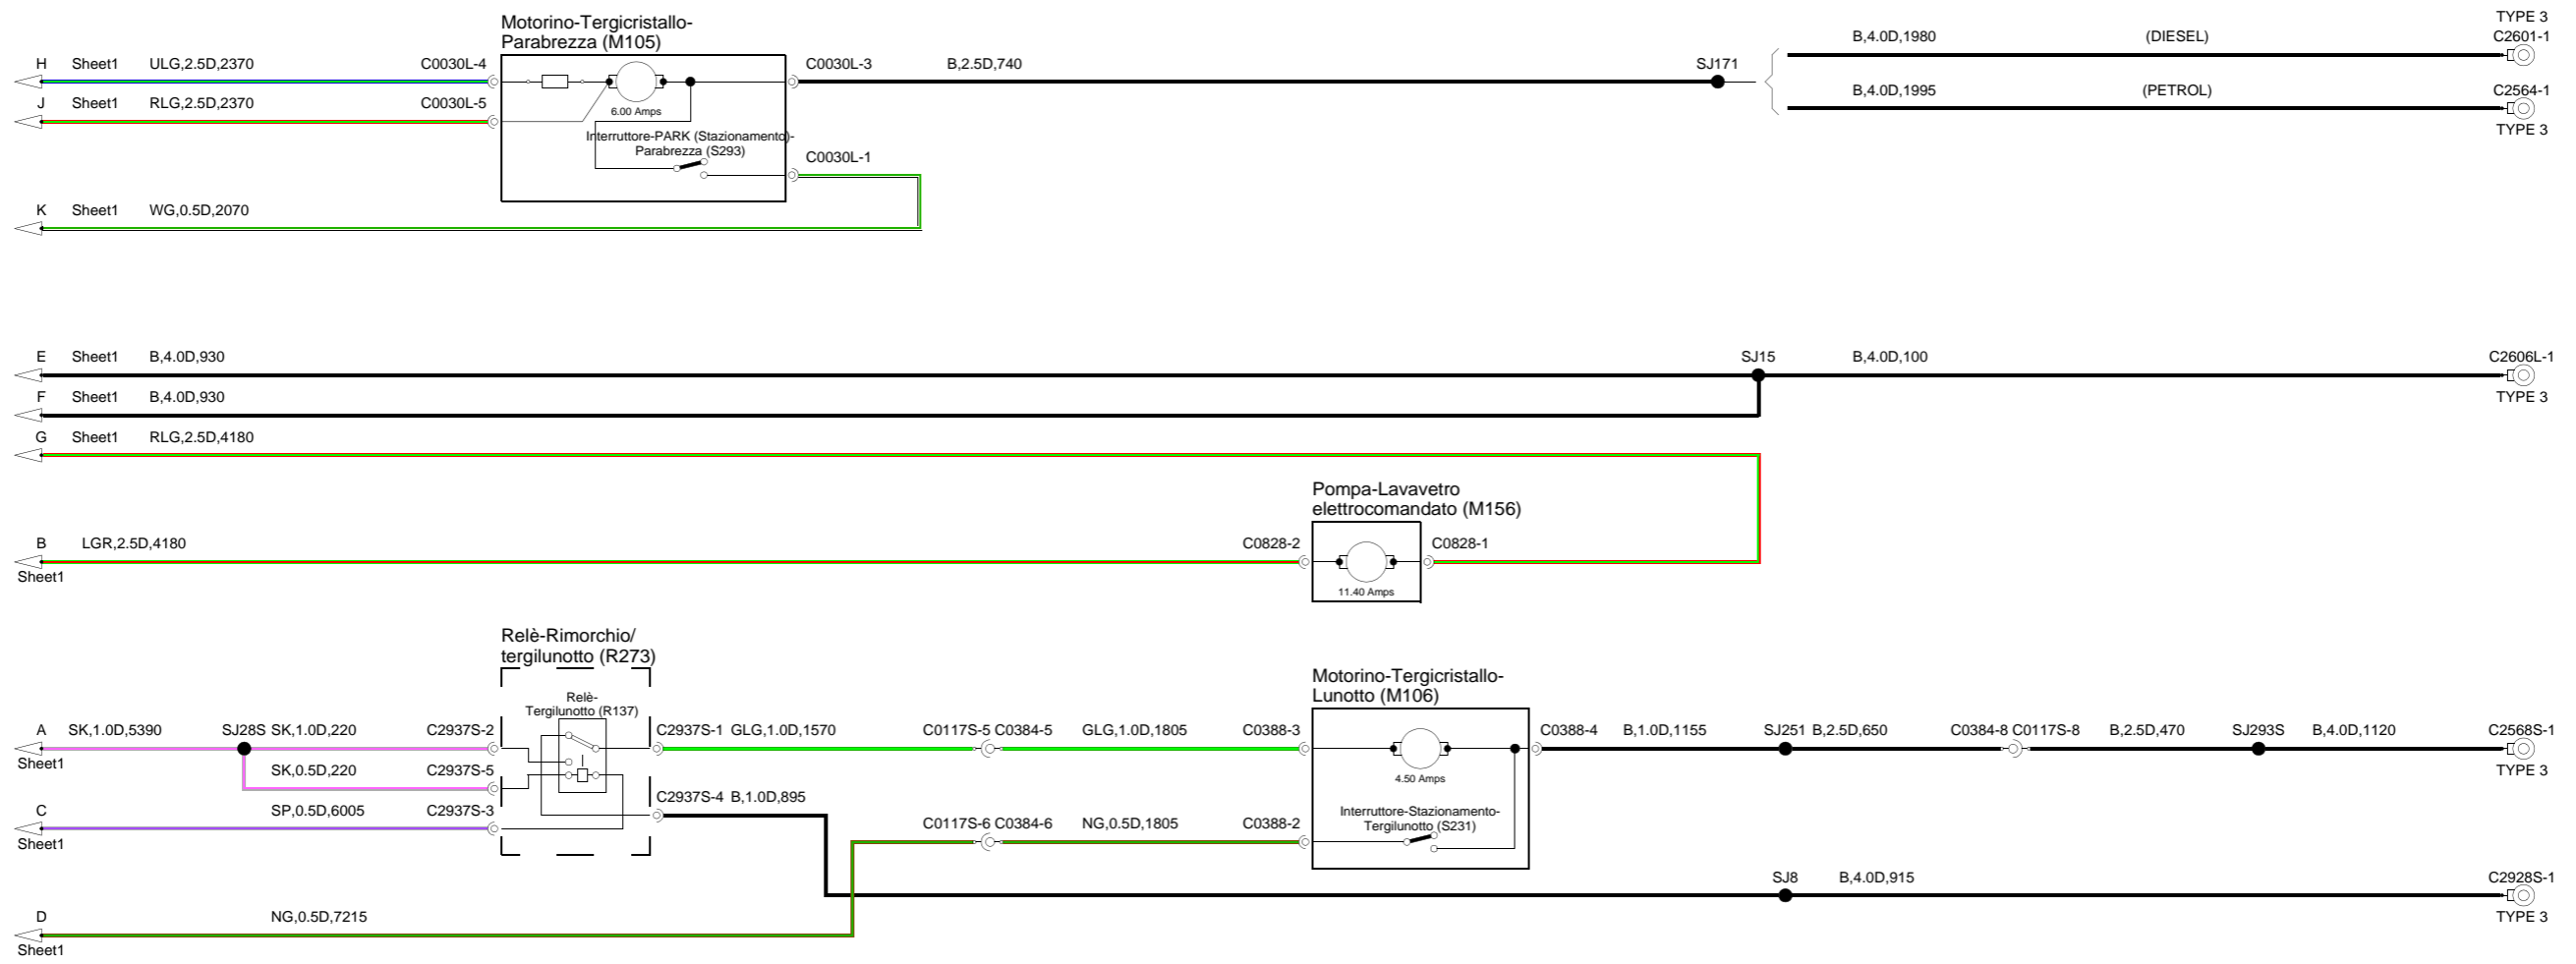 Motorino-Tergicristallo-
Parabrezza (M105)
TYPE 3
B,4.0D,1980 (DIESEL) C2601-1
H Sheet1 ULG,2.5D,2370 C0030L-4 C0030L-3 B,2.5D,740 SJ171
B,4.0D,1995 (PETROL) C2564-1
J Sheet1 RLG,2.5D,2370 C0030L-5
6.00 Amps
TYPE 3
Interruttore-PARK (Stazionamento)-
Parabrezza (S293)
C0030L-1
K Sheet1 WG,0.5D,2070
E Sheet1 B,4.0D,930 SJ15 B,4.0D,100 C2606L-1
F Sheet1 B,4.0D,930 TYPE 3
G Sheet1 RLG,2.5D,4180
Pompa-Lavavetro
elettrocomandato (M156)
B LGR,2.5D,4180 C0828-2 C0828-1
Sheet1
11.40 Amps
Relè-Rimorchio/
tergilunotto (R273)
Motorino-Tergicristallo-
Lunotto (M106)
Relè-
Tergilunotto (R137)
A SK,1.0D,5390 SJ28S SK,1.0D,220 C2937S-2 C2937S-1 GLG,1.0D,1570 C0117S-5 C0384-5 GLG,1.0D,1805 C0388-3 C0388-4 B,1.0D,1155 SJ251 B,2.5D,650 C0384-8 C0117S-8 B,2.5D,470 SJ293S B,4.0D,1120 C2568S-1
Sheet1
SK,0.5D,220 C2937S-5
4.50 Amps
TYPE 3
C2937S-4 B,1.0D,895
C SP,0.5D,6005 C2937S-3
Interruttore-Stazionamento-
Tergilunotto (S231)
C0117S-6 C0384-6 NG,0.5D,1805 C0388-2
Sheet1
SJ8 B,4.0D,915 C2928S-1
D NG,0.5D,7215 TYPE 3
Sheet1